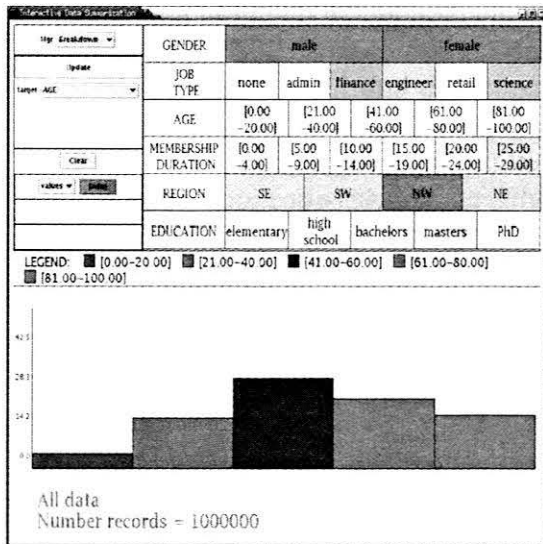 Interactive Data Summarization
Mgr Breakdown
Update
Target AGE
Clear
values
GENDER male female
JOB TYPE none admin finance engineer retail science
AGE [0.00 -20.00] [21.00 -40.00] [41.00 -60.00] [61.00 -80.00] [81.00 -100.00]
MEMBERSHIP DURATION [0.00 -4.00] [5.00 -9.00] [10.00 -14.00] [15.00 -19.00] [20.00 -24.00] [25.00 -29.00]
REGION SE SW NW NE
EDUCATION elementary high school bachelors masters PhD
LEGEND: [0.00-20.00] [21.00-40.00] [41.00-60.00] [61.00-80.00]
[81.00-100.00]
All data
Number records = 1000000